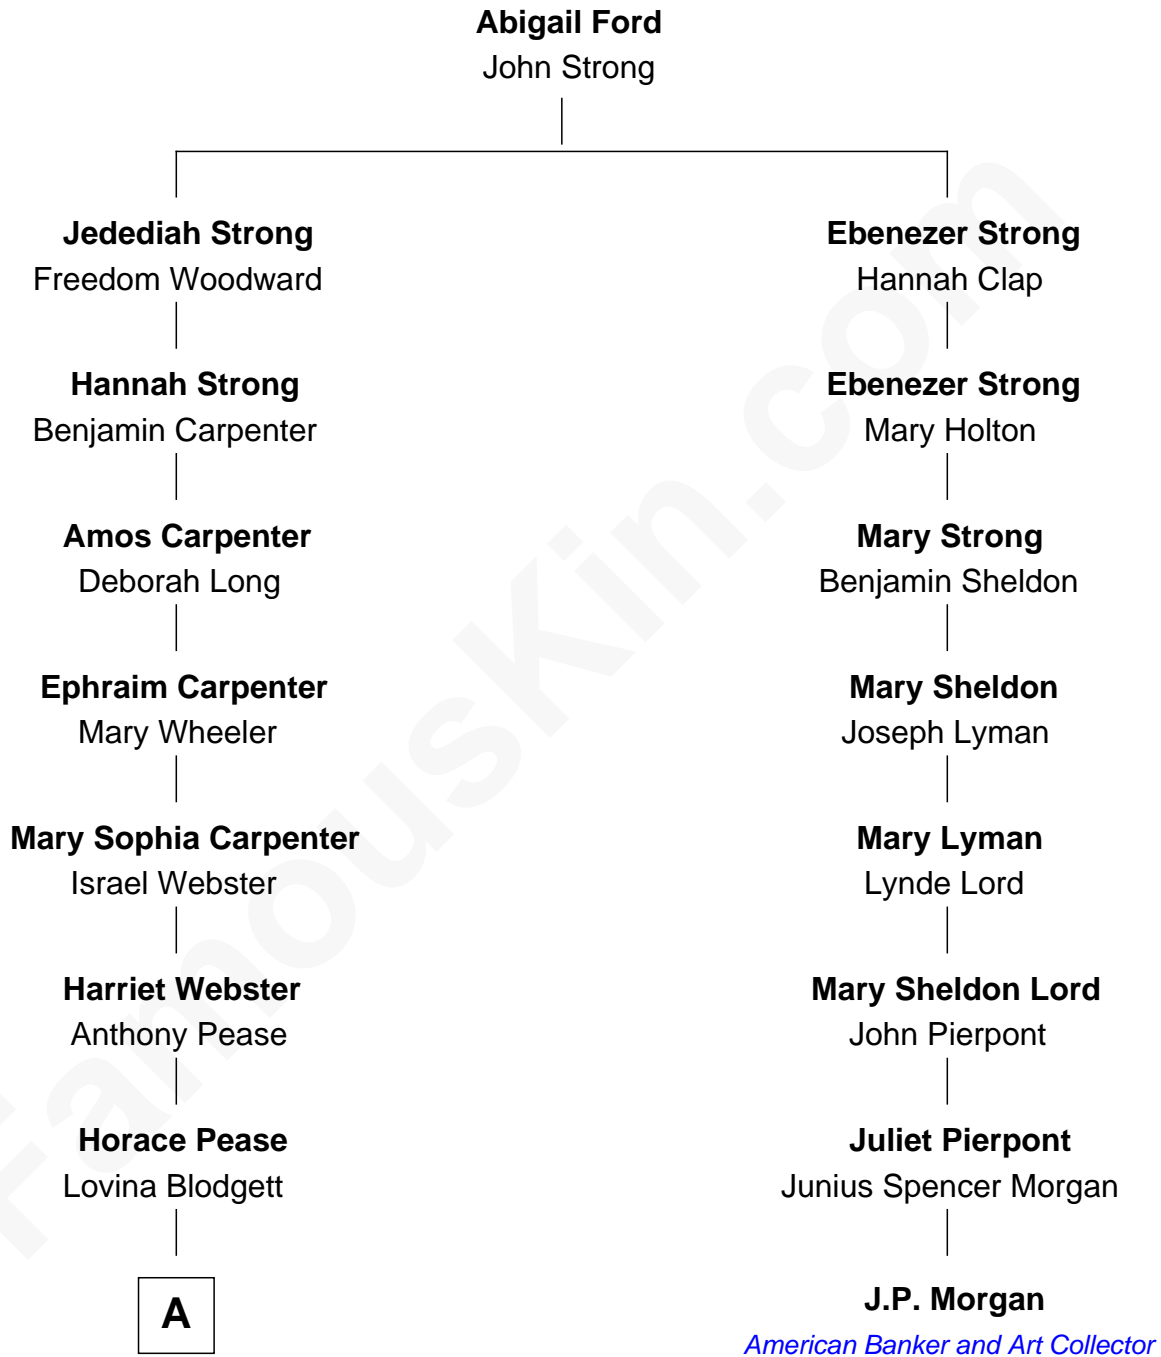 Abigail Ford
John Strong
Jedediah Strong
Freedom Woodward
Hannah Strong
Benjamin Carpenter
Amos Carpenter
Deborah Long
Ephraim Carpenter
Mary Wheeler
Mary Sophia Carpenter
Israel Webster
Harriet Webster
Anthony Pease
Horace Pease
Lovina Blodgett
A
Ebenezer Strong
Hannah Clap
Ebenezer Strong
Mary Holton
Mary Strong
Benjamin Sheldon
Mary Sheldon
Joseph Lyman
Mary Lyman
Lynde Lord
Mary Sheldon Lord
John Pierpont
Juliet Pierpont
Junius Spencer Morgan
J.P. Morgan
American Banker and Art Collector
FamousKin.com